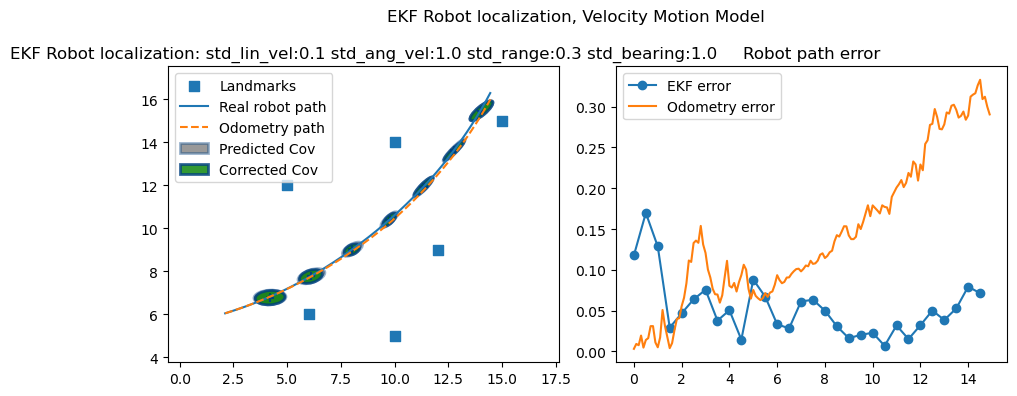 EKF Robot localization, Velocity Motion Model
EKF Robot localization: std_lin_vel:0.1 std_ang_vel:1.0 std_range:0.3 std_bearing:1.0
Landmarks
Real robot path
Odometry path
Predicted Cov
Corrected Cov
16
14
12
10
8
6
4
0.0 2.5 5.0 7.5 10.0 12.5 15.0 17.5
Robot path error
EKF error
Odometry error
0.30
0.25
0.20
0.15
0.10
0.05
0.00
0 2 4 6 8 10 12 14